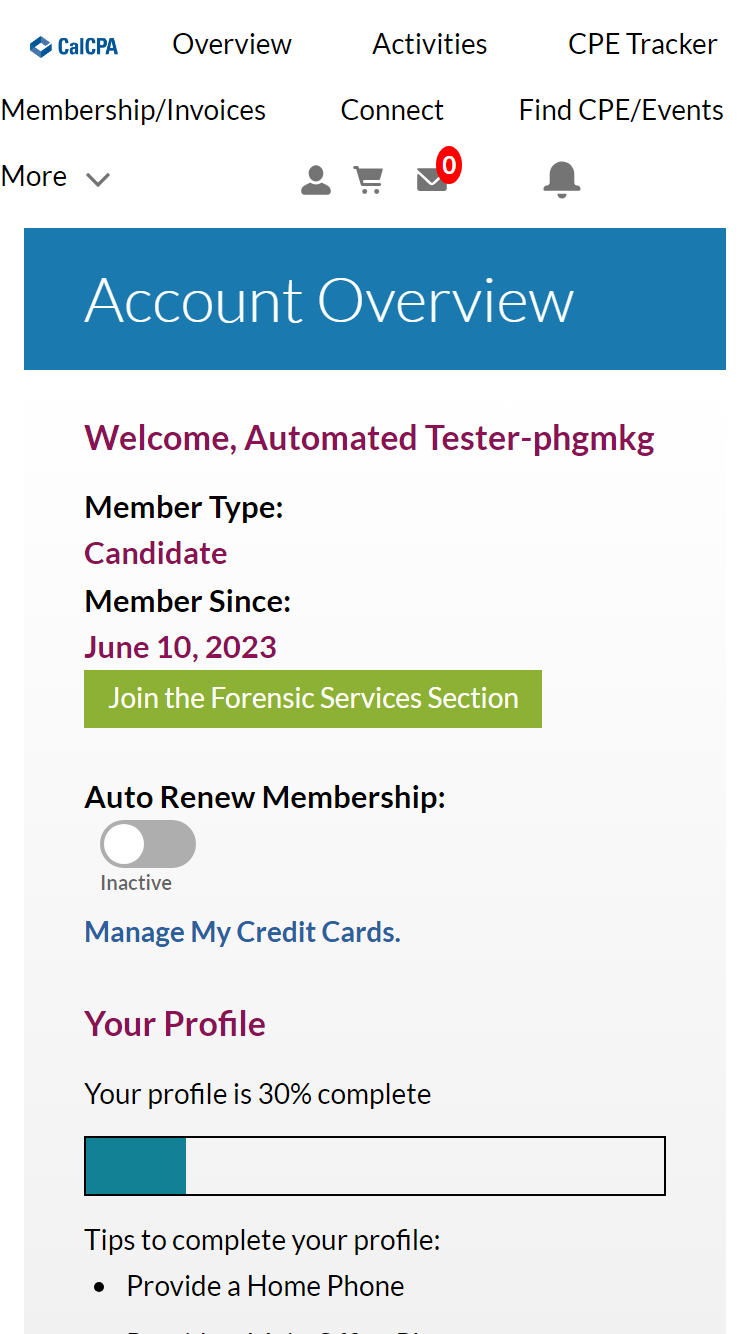 CalCPA Overview Activities CPE Tracker
Membership/Invoices Connect Find CPE/Events
More 0
Account Overview
Welcome, Automated Tester-phgmkg
Member Type:
Candidate
Member Since:
June 10, 2023
Join the Forensic Services Section
Auto Renew Membership:
Inactive
Manage My Credit Cards.
Your Profile
Your profile is 30% complete
Tips to complete your profile:
Provide a Home Phone